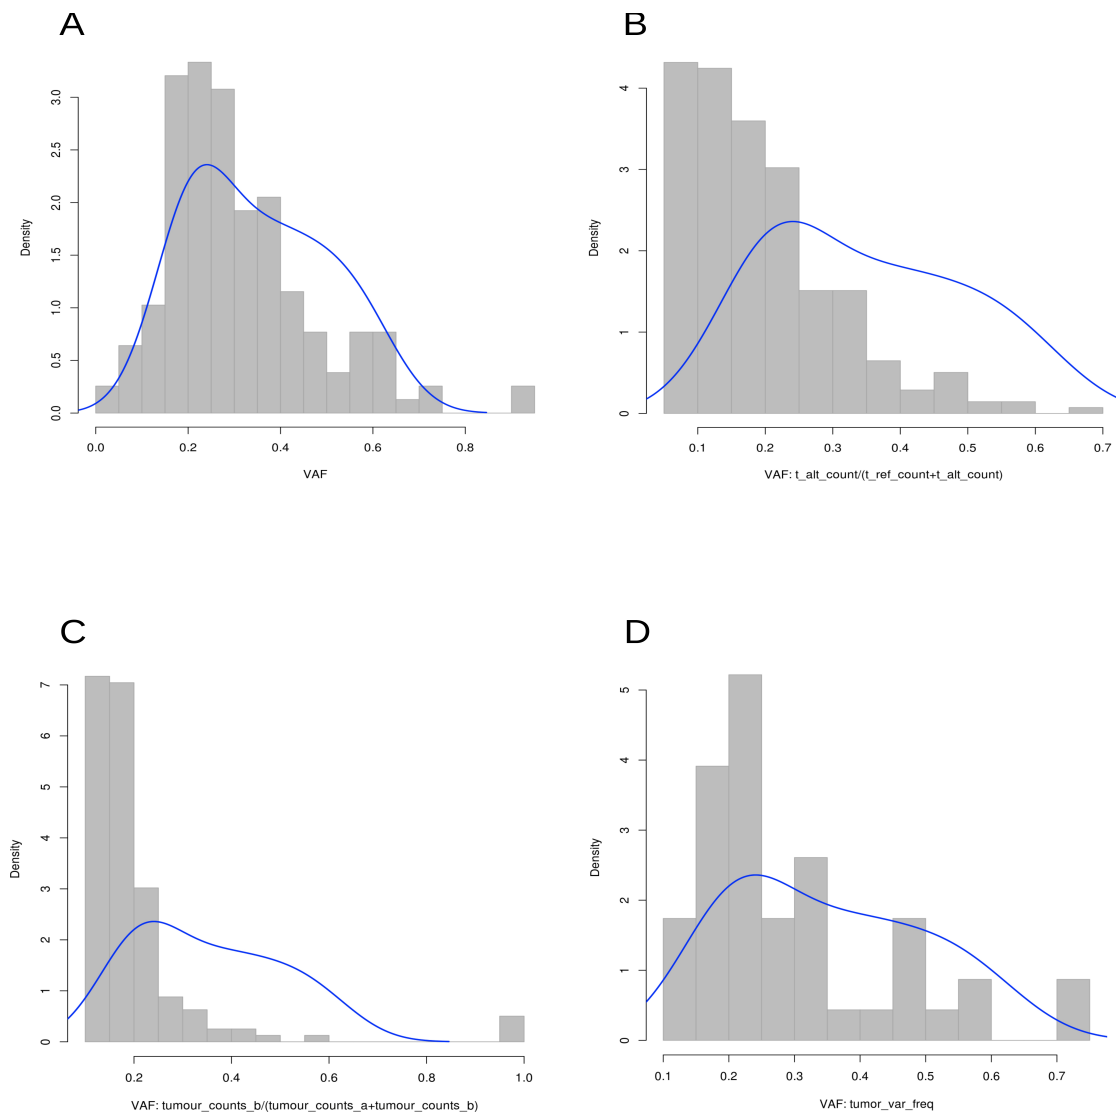 A
Density
0.0 0.5 1.0 1.5 2.0 2.5 3.0
0.0 0.2 0.4 0.6 0.8
VAF
B
Density
0 1 2 3 4
0.1 0.2 0.3 0.4 0.5 0.6 0.7
VAF: t_alt_count/(t_ref_count+t_alt_count)
C
Density
0 1 2 3 4 5 6 7
0.2 0.4 0.6 0.8 1.0
VAF: tumour_counts_b/(tumour_counts_a+tumour_counts_b)
D
Density
0 1 2 3 4 5
0.1 0.2 0.3 0.4 0.5 0.6 0.7
VAF: tumor_var_freq